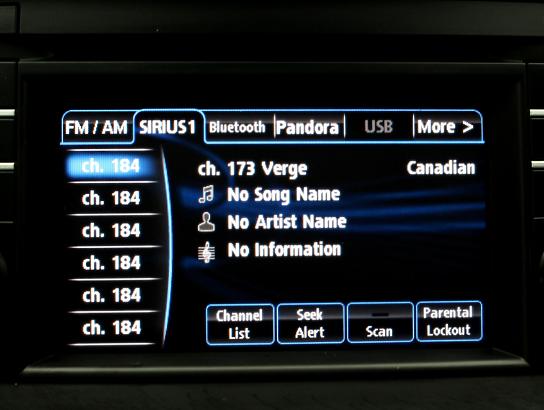 FM / AM SIRIUS1 Bluetooth Pandora USB More >
ch. 184
ch. 184
ch. 184
ch. 184
ch. 184
ch. 184
ch. 173 Verge Canadian
No Song Name
No Artist Name
No Information
Channel List
Seek Alert
Scan
Parental Lockout